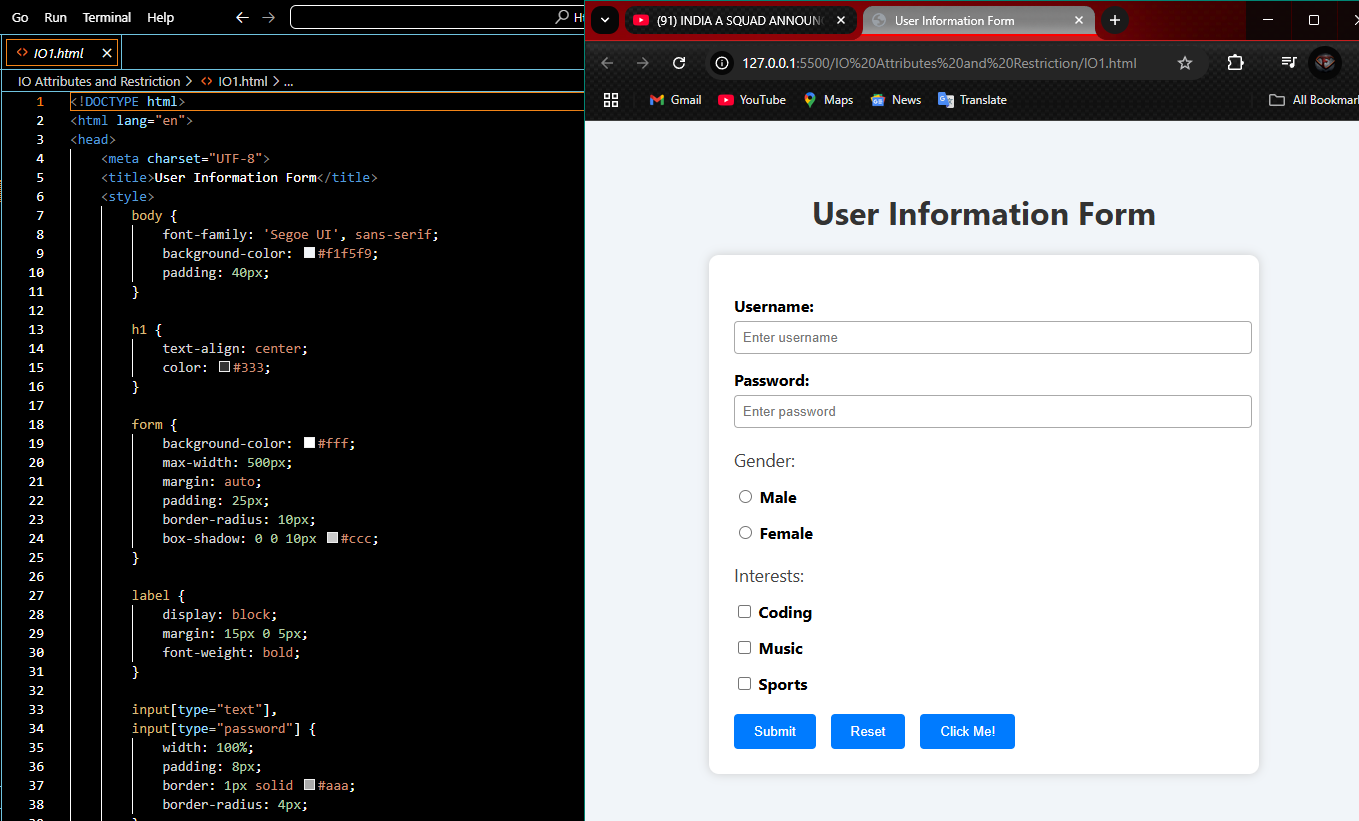 Go Run Terminal Help
IO1.html
IO Attributes and Restriction > <> IO1.html > ...
1 <!DOCTYPE html>
2 <html lang="en">
3 <head>
4 <meta charset="UTF-8">
5 <title>User Information Form</title>
6 <style>
7 body {
8 font-family: 'Segoe UI', sans-serif;
9 background-color: #f1f5f9;
10 padding: 40px;
11 }
12
13 h1 {
14 text-align: center;
15 color: #333;
16 }
17
18 form {
19 background-color: #fff;
20 max-width: 500px;
21 margin: auto;
22 padding: 25px;
23 border-radius: 10px;
24 box-shadow: 0 0 10px #ccc;
25 }
26
27 label {
28 display: block;
29 margin: 15px 0 5px;
30 font-weight: bold;
31 }
32
33 input[type="text"],
34 input[type="password"] {
35 width: 100%;
36 padding: 8px;
37 border: 1px solid #aaa;
38 border-radius: 4px;
(91) INDIA A SQUAD ANNOUN
User Information Form
127.0.0.1:5500/IO%20Attributes%20and%20Restriction/IO1.html
Gmail YouTube Maps News Translate All Bookmar
User Information Form
Username:
Enter username
Password:
Enter password
Gender:
Male
Female
Interests:
Coding
Music
Sports
Submit Reset Click Me!